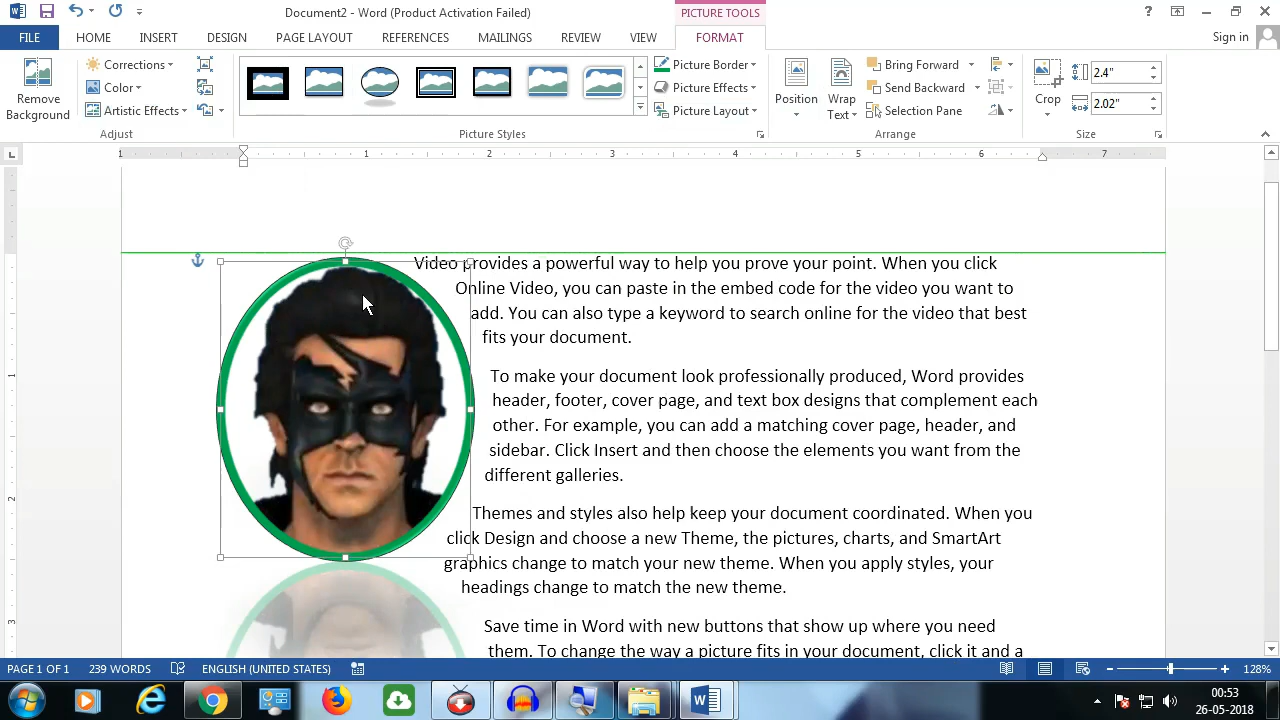 Document2 - Word (Product Activation Failed)
PICTURE TOOLS
?
FILE
HOME
INSERT
DESIGN
PAGE LAYOUT
REFERENCES
MAILINGS
REVIEW
VIEW
FORMAT
Sign in
Remove Background
Corrections
Color
Artistic Effects
Adjust
Picture Styles
Picture Border
Picture Effects
Picture Layout
Position
Wrap Text
Bring Forward
Send Backward
Selection Pane
Arrange
Crop
2.4"
2.02"
Size
L
1 1 2 3 4 5 6 7
1
2
3
Video provides a powerful way to help you prove your point. When you click
Online Video, you can paste in the embed code for the video you want to
add. You can also type a keyword to search online for the video that best
fits your document.
To make your document look professionally produced, Word provides
header, footer, cover page, and text box designs that complement each
other. For example, you can add a matching cover page, header, and
sidebar. Click Insert and then choose the elements you want from the
different galleries.
Themes and styles also help keep your document coordinated. When you
click Design and choose a new Theme, the pictures, charts, and SmartArt
graphics change to match your new theme. When you apply styles, your
headings change to match the new theme.
Save time in Word with new buttons that show up where you need
them. To change the way a picture fits in your document, click it and a
PAGE 1 OF 1
239 WORDS
ENGLISH (UNITED STATES)
128%
00:53
26-05-2018